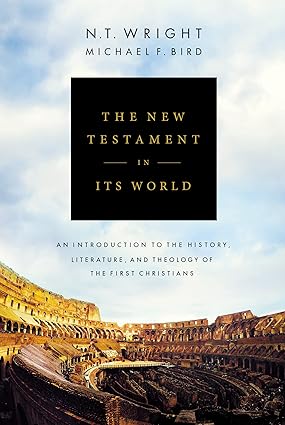 N.T. WRIGHT
MICHAEL F. BIRD
THE NEW
TESTAMENT
IN
ITS WORLD
AN INTRODUCTION TO THE HISTORY,
LITERATURE, AND THEOLOGY OF
THE FIRST CHRISTIANS